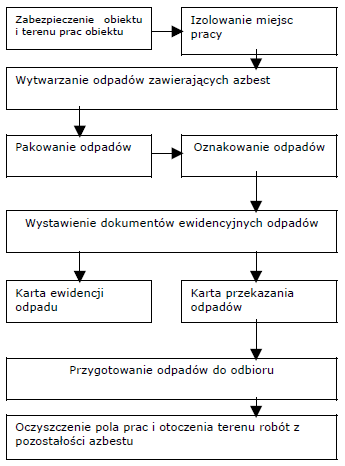 Zabezpieczenie obiektu
i terenu prac obiektu
Izolowanie miejsc
pracy
Wytwarzanie odpadów zawierających azbest
Pakowanie odpadów
Oznakowanie odpadów
Wystawienie dokumentów ewidencyjnych odpadów
Karta ewidencji
odpadu
Karta przekazania
odpadów
Przygotowanie odpadów do odbioru
Oczyszczenie pola prac i otoczenia terenu robót z
pozostałości azbestu